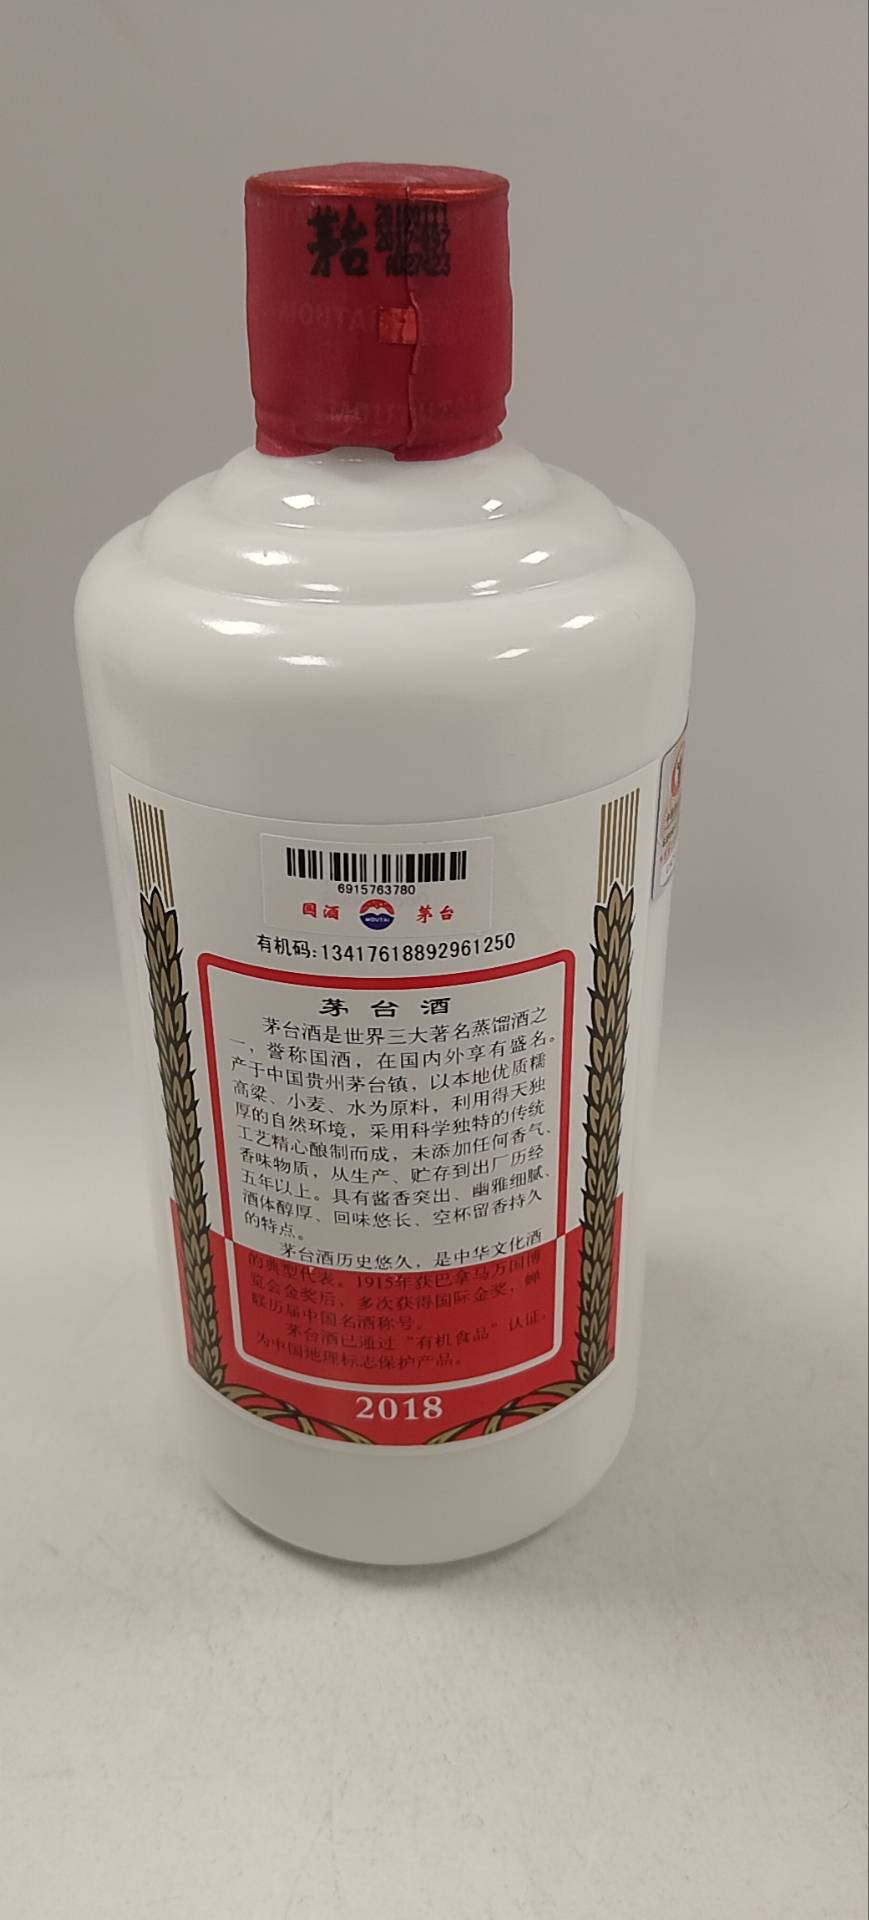 茅台
20180111
2017-157
MOUTAI
MOUTAI
6915763780
国酒 MOUTAI 茅台
有机码:13417618892961250
茅台酒
茅台酒是世界三大著名蒸馏酒之
一，誉称国酒，在国内外享有盛名。
产于中国贵州茅台镇，以本地优质糯
高粱、小麦、水为原料，利用得天独
厚的自然环境，采用科学独特的传统
工艺精心酿制而成，未添加任何香气、
香味物质，从生产、贮存到出厂历经
五年以上。具有酱香突出、幽雅细腻、
酒体醇厚、回味悠长、空杯留香持久
的特点。
茅台酒历史悠久，是中华文化酒
的典型代表。1915年获巴拿马万国博
览会金奖后，多次获得国际金奖，蝉
联历届中国名酒称号。
茅台酒已通过“有机食品”认证，
为中国地理标志保护产品。
2018